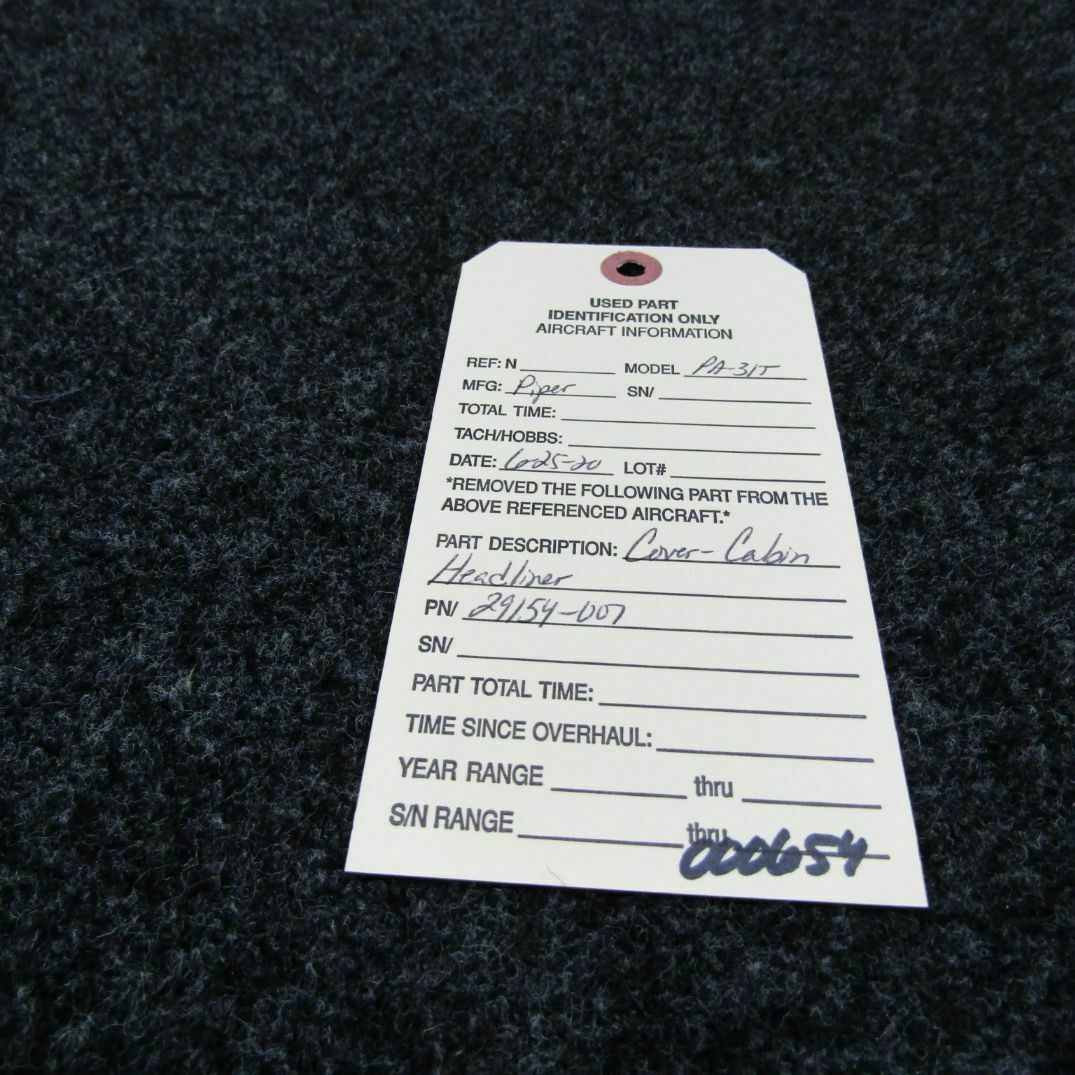 USED PART
IDENTIFICATION ONLY
AIRCRAFT INFORMATION
REF: N MODEL PA-31T
MFG: Piper SN/
TOTAL TIME:
TACH/HOBBS:
DATE: 6-25-20 LOT#
*REMOVED THE FOLLOWING PART FROM THE
ABOVE REFERENCED AIRCRAFT.*
PART DESCRIPTION: Cover-Cabin
Headliner
PN/ 29154-007
SN/
PART TOTAL TIME:
TIME SINCE OVERHAUL:
YEAR RANGE thru
S/N RANGE thru
000654